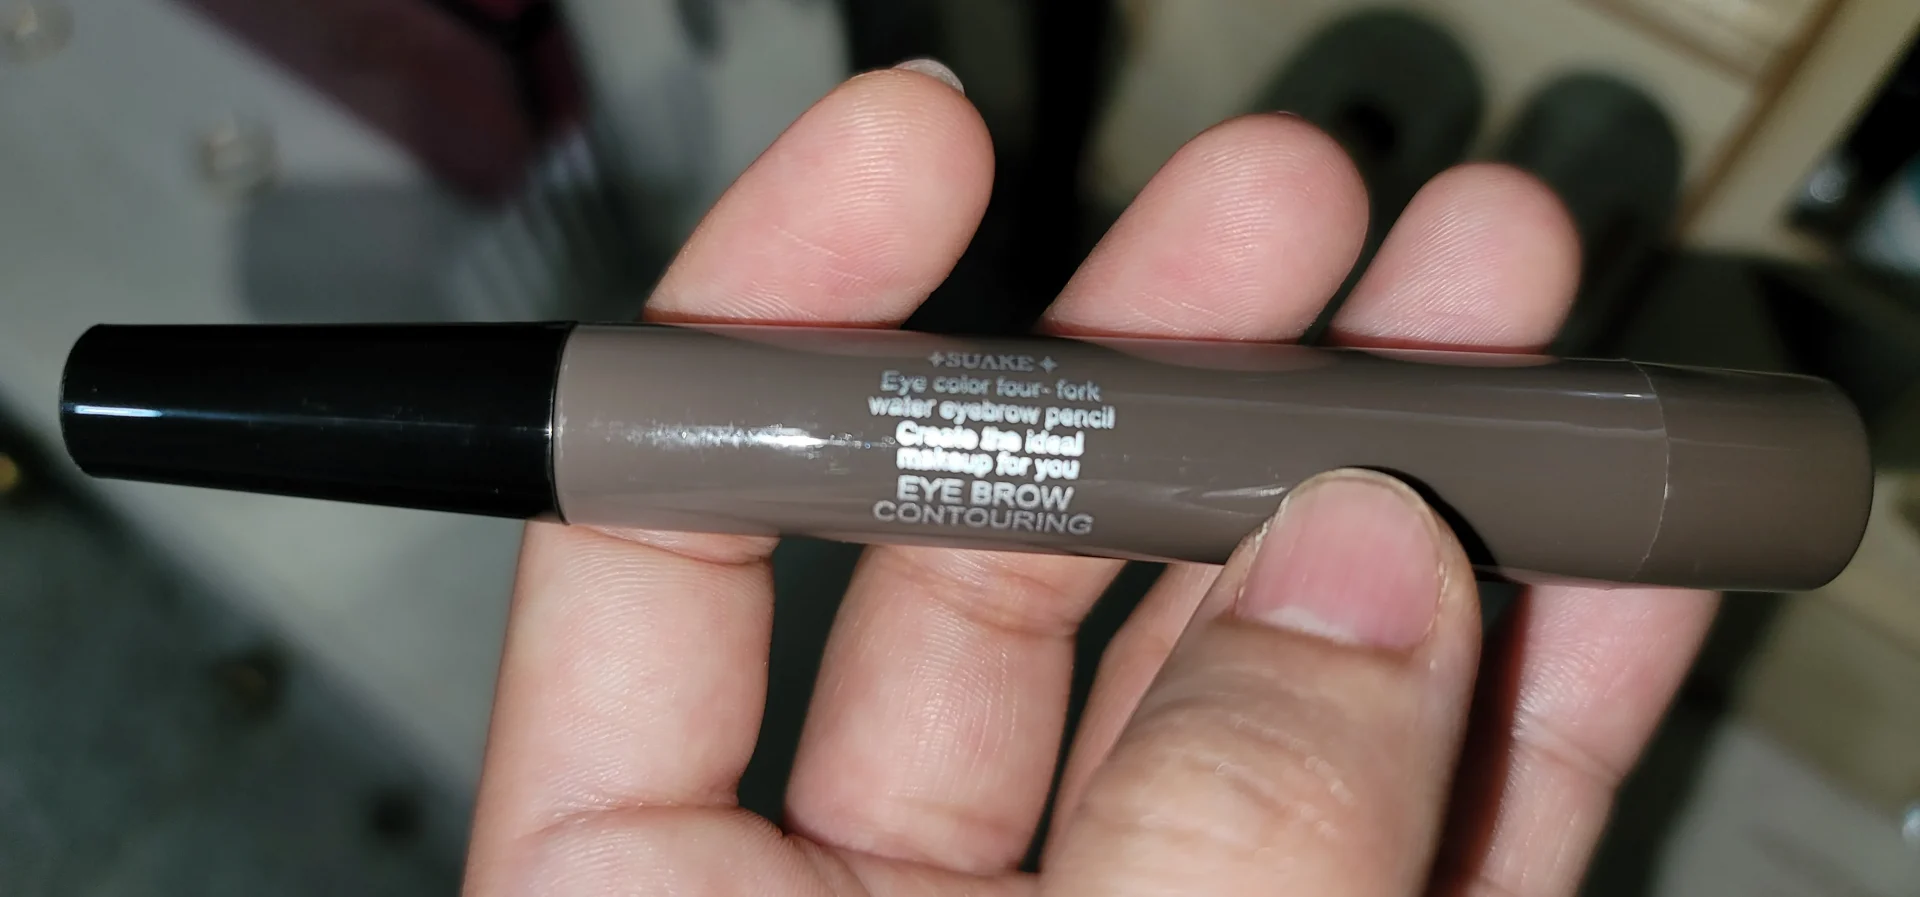 SUAKE
Eye color four- fork
water eyebrow pencil
Create the ideal
makeup for you
EYE BROW
CONTOURING